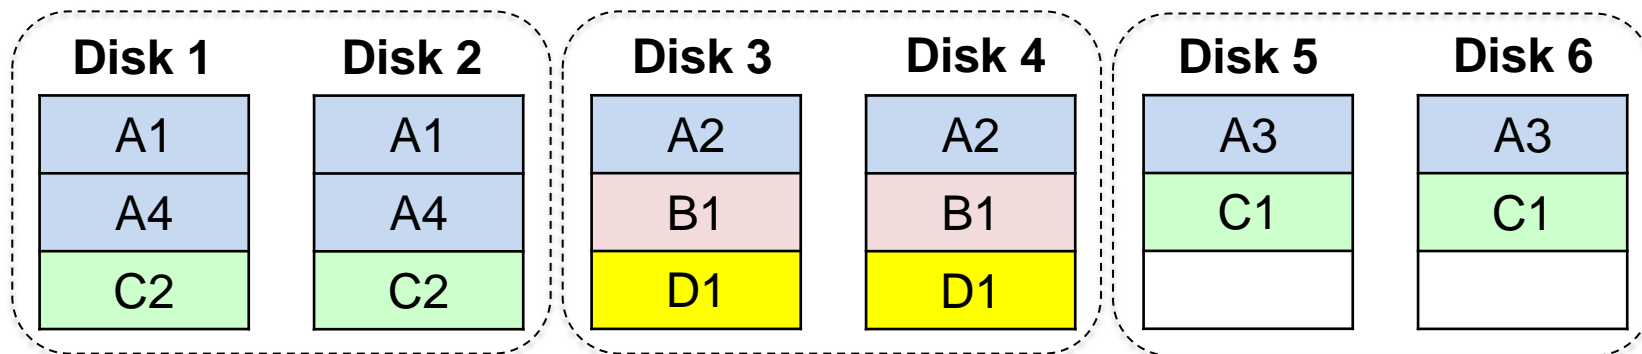 Disk 1 Disk 2 Disk 3 Disk 4 Disk 5 Disk 6
A1 A1 A2 A2 A3 A3
A4 A4 B1 B1 C1 C1
C2 C2 D1 D1